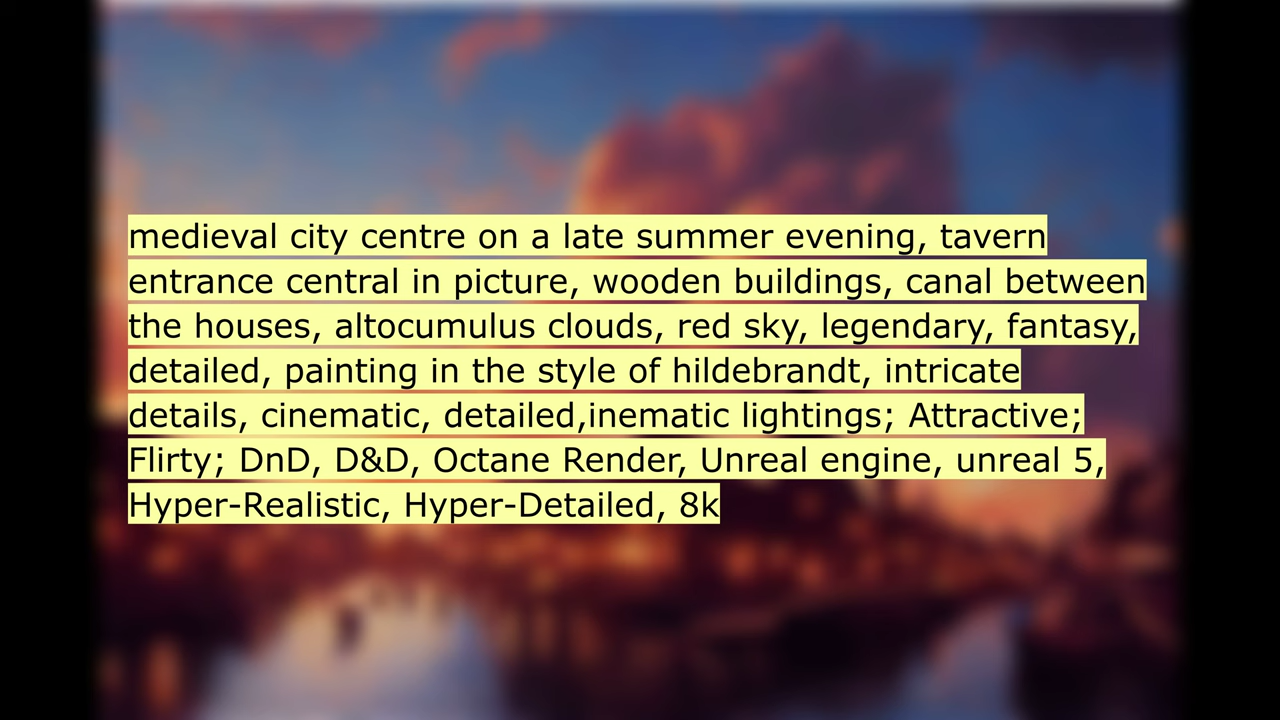 medieval city centre on a late summer evening, tavern
entrance central in picture, wooden buildings, canal between
the houses, altocumulus clouds, red sky, legendary, fantasy,
detailed, painting in the style of hildebrandt, intricate
details, cinematic, detailed,inematic lightings; Attractive;
Flirty; DnD, D&D, Octane Render, Unreal engine, unreal 5,
Hyper-Realistic, Hyper-Detailed, 8k